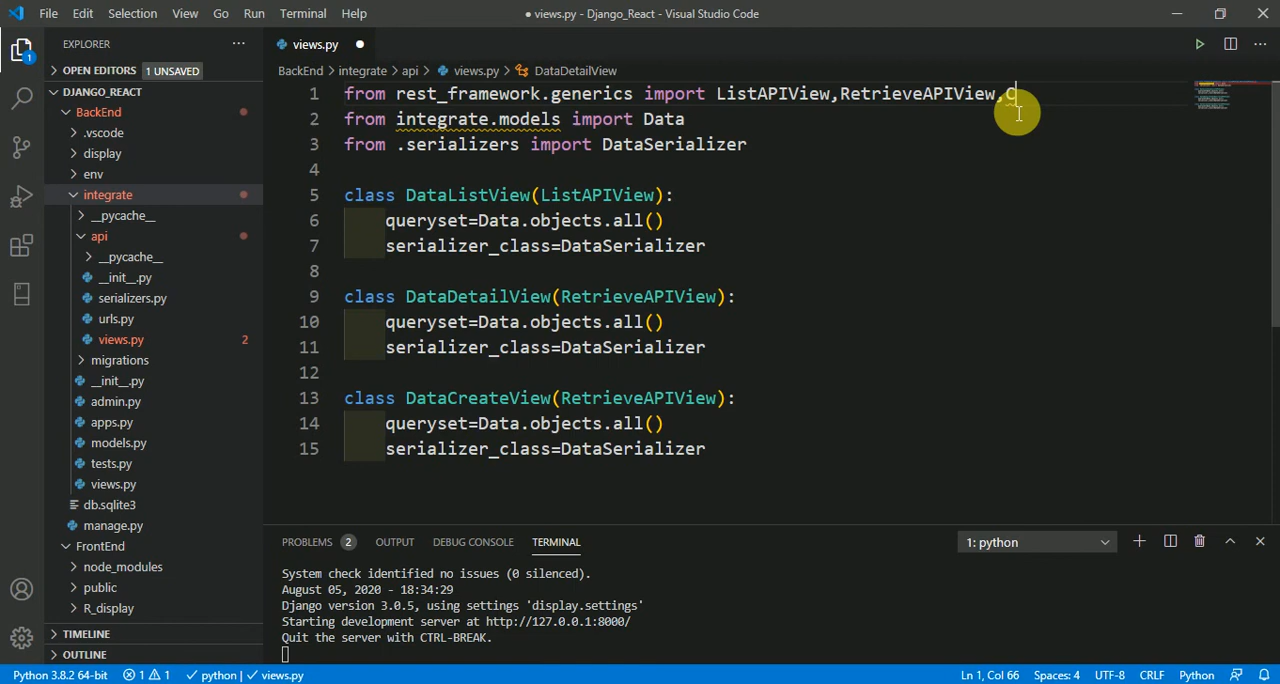 File Edit Selection View Go Run Terminal Help
● views.py - Django_React - Visual Studio Code
EXPLORER
OPEN EDITORS 1 UNSAVED
DJANGO_REACT
BackEnd
.vscode
display
env
integrate
__pycache__
api
__pycache__
__init__.py
serializers.py
urls.py
views.py 2
migrations
__init__.py
admin.py
apps.py
models.py
tests.py
views.py
db.sqlite3
manage.py
FrontEnd
node_modules
public
R_display
TIMELINE
OUTLINE
1
views.py
BackEnd > integrate > api > views.py > DataDetailView
1 from rest_framework.generics import ListAPIView,RetrieveAPIView,C
2 from integrate.models import Data
3 from .serializers import DataSerializer
4
5 class DataListView(ListAPIView):
6 queryset=Data.objects.all()
7 serializer_class=DataSerializer
8
9 class DataDetailView(RetrieveAPIView):
10 queryset=Data.objects.all()
11 serializer_class=DataSerializer
12
13 class DataCreateView(RetrieveAPIView):
14 queryset=Data.objects.all()
15 serializer_class=DataSerializer
PROBLEMS 2 OUTPUT DEBUG CONSOLE TERMINAL 1: python
System check identified no issues (0 silenced).
August 05, 2020 - 18:34:29
Django version 3.0.5, using settings 'display.settings'
Starting development server at http://127.0.0.1:8000/
Quit the server with CTRL-BREAK.
Python 3.8.2 64-bit 1 1 python | views.py Ln 1, Col 66 Spaces: 4 UTF-8 CRLF Python